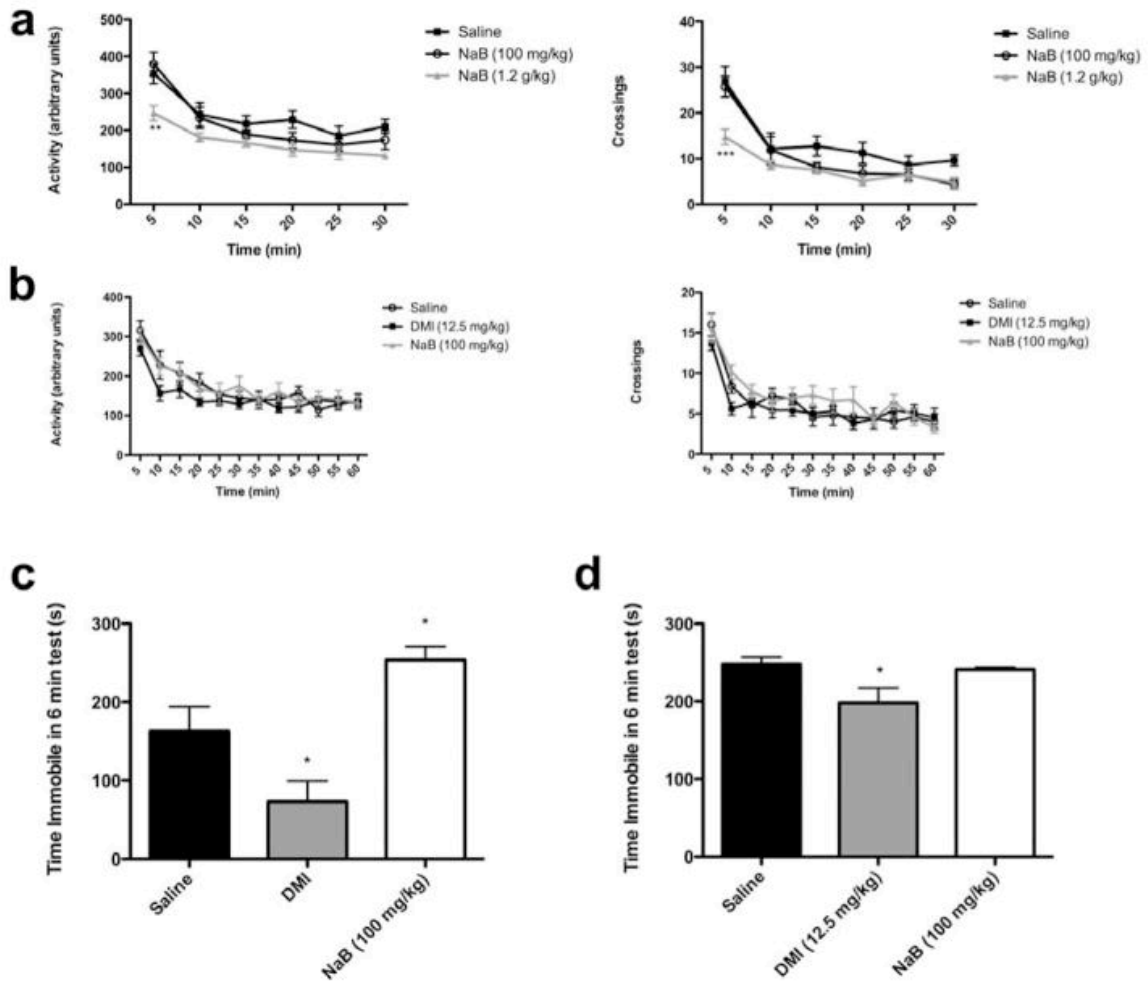 a
Activity (arbitrary units)
500
400
300
200
100
0
5
10
15
20
25
30
Time (min)
Saline
NaB (100 mg/kg)
NaB (1.2 g/kg)
**
Crossings
40
30
20
10
0
5
10
15
20
25
30
Time (min)
Saline
NaB (100 mg/kg)
NaB (1.2 g/kg)
***
b
Activity (arbitrary units)
400
300
200
100
0
5
10
15
20
25
30
35
40
45
50
55
60
Time (min)
Saline
DMI (12.5 mg/kg)
NaB (100 mg/kg)
Crossings
20
15
10
5
0
5
10
15
20
25
30
35
40
45
50
55
60
Time (min)
Saline
DMI (12.5 mg/kg)
NaB (100 mg/kg)
c
Time Immobile in 6 min test (s)
300
200
100
0
*
*
Saline
DMI
NaB (100 mg/kg)
d
Time Immobile in 6 min test (s)
300
200
100
0
*
Saline
DMI (12.5 mg/kg)
NaB (100 mg/kg)